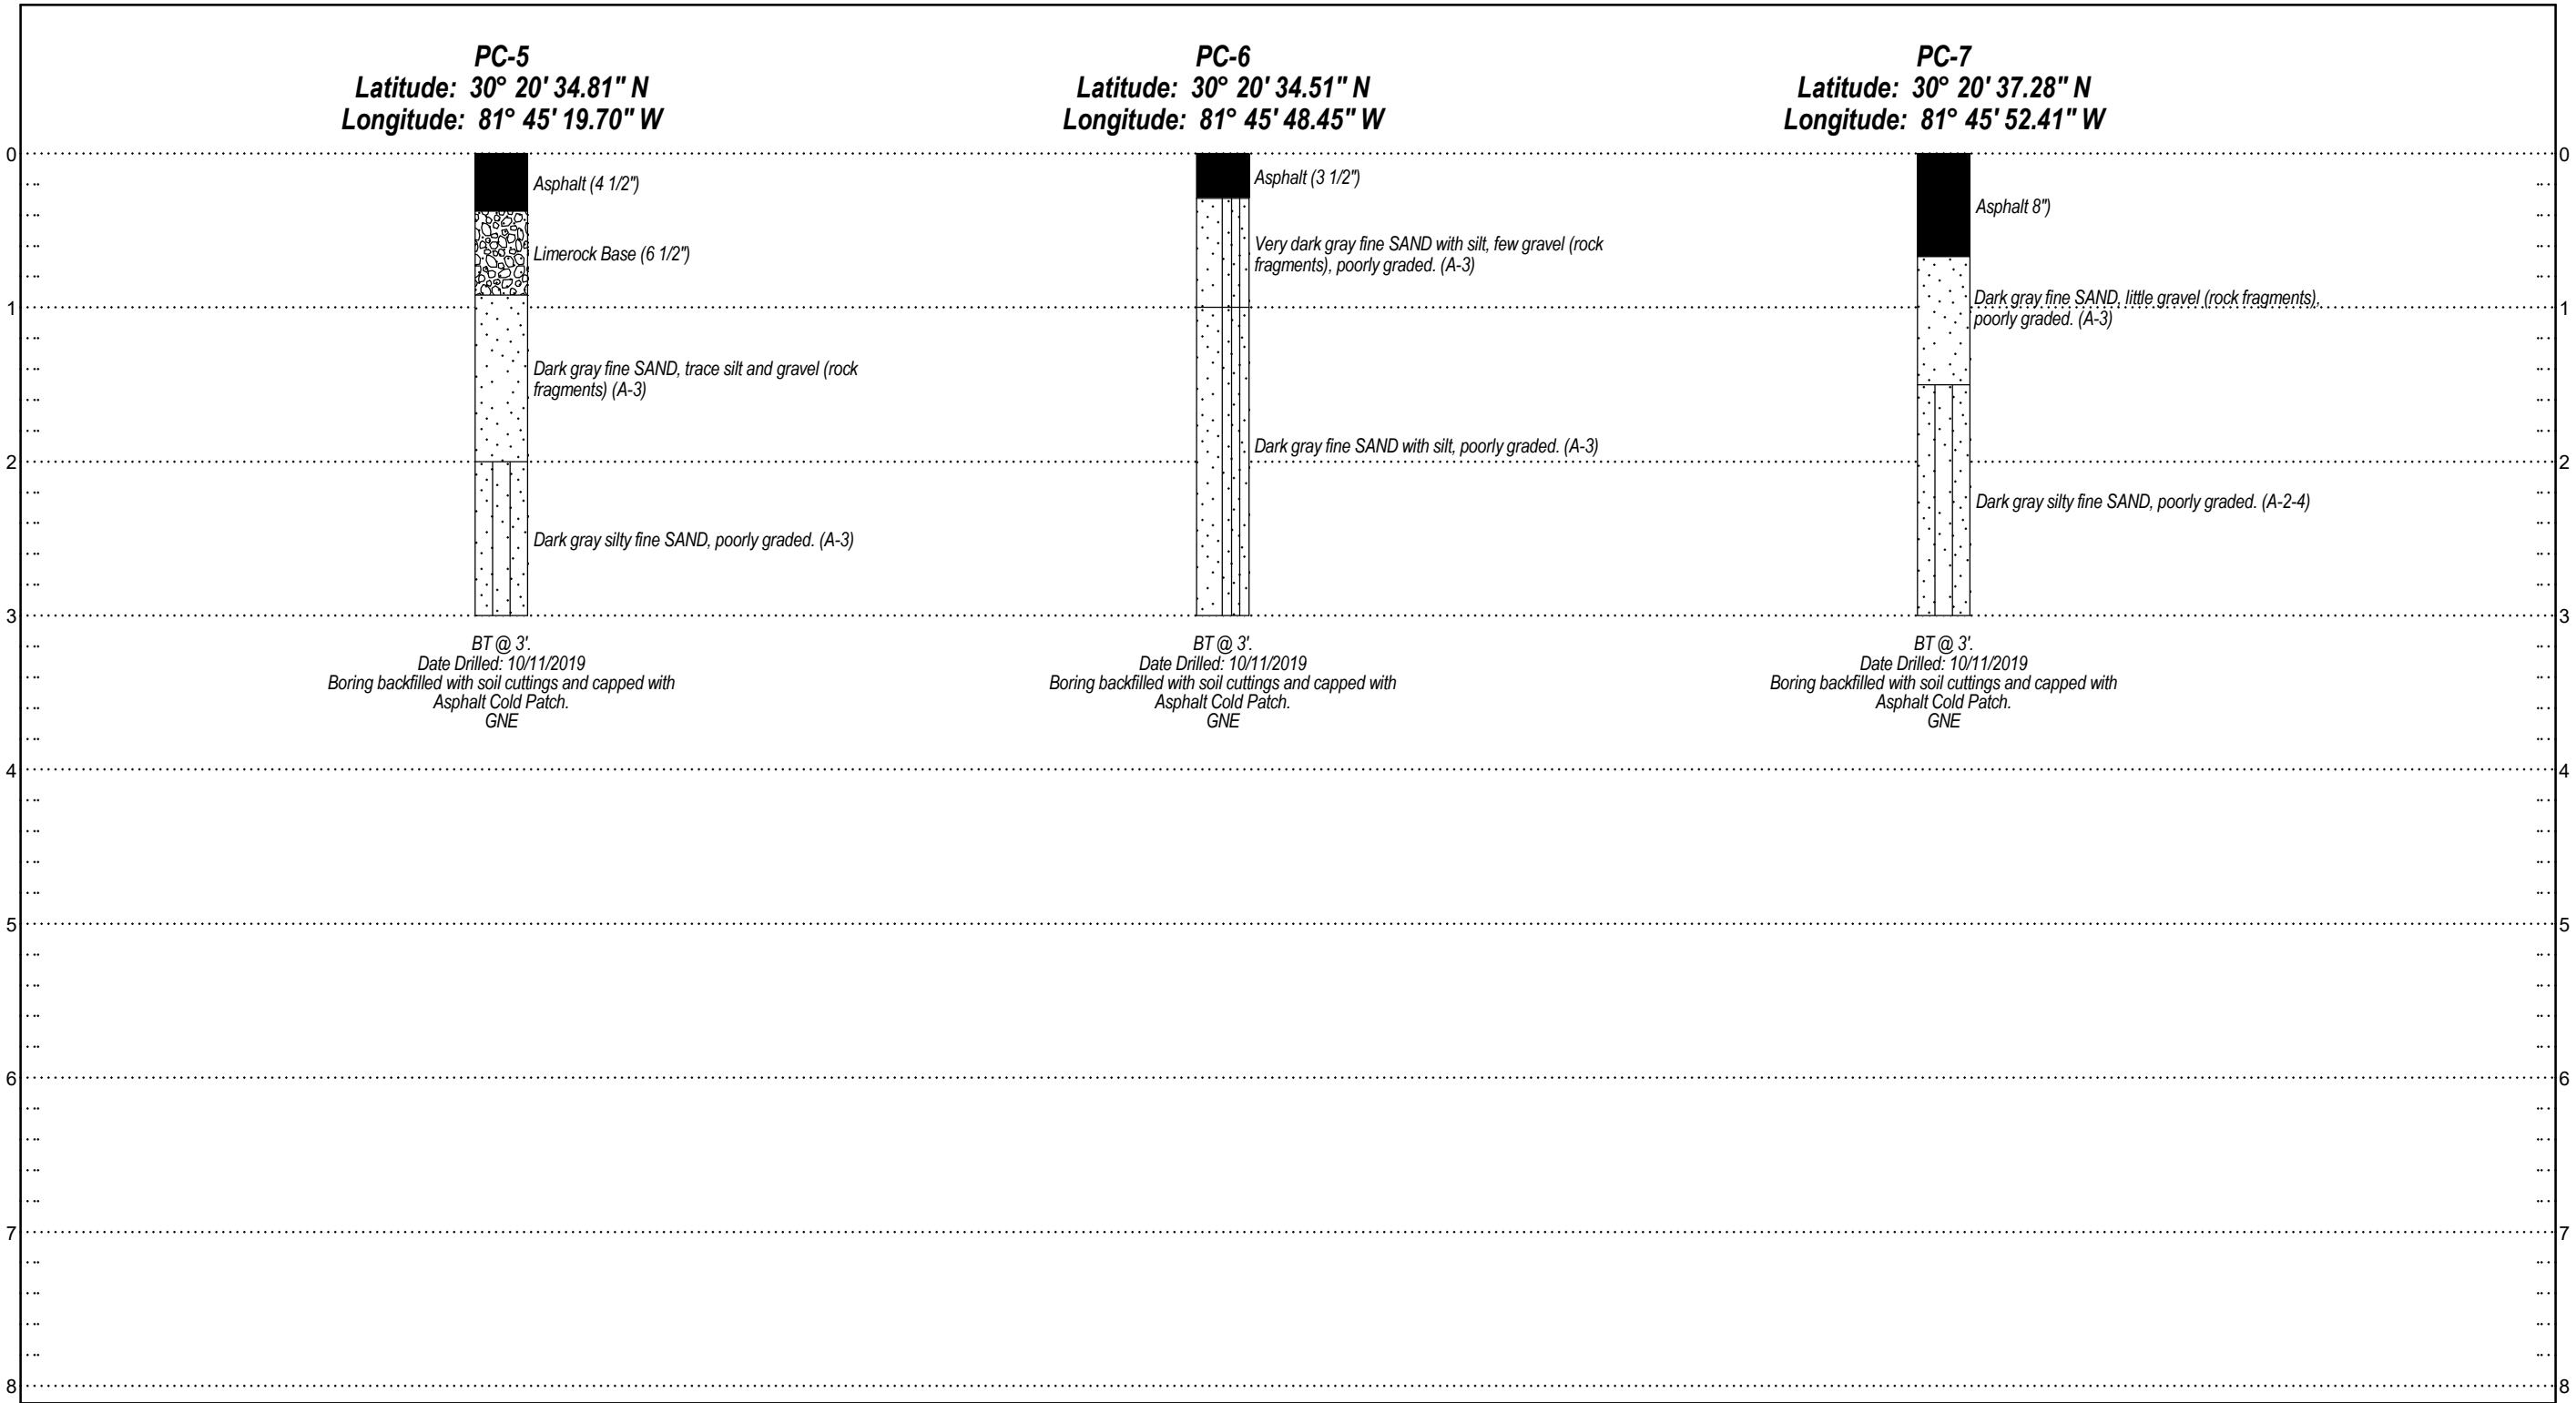 PC-5
Latitude: 30° 20' 34.81" N
Longitude: 81° 45' 19.70" W
PC-6
Latitude: 30° 20' 34.51" N
Longitude: 81° 45' 48.45" W
PC-7
Latitude: 30° 20' 37.28" N
Longitude: 81° 45' 52.41" W
0
1
2
3
4
5
6
7
8
Asphalt (4 1/2")
Limerock Base (6 1/2")
Dark gray fine SAND, trace silt and gravel (rock
fragments) (A-3)
Dark gray silty fine SAND, poorly graded. (A-3)
BT @ 3'.
Date Drilled: 10/11/2019
Boring backfilled with soil cuttings and capped with
Asphalt Cold Patch.
GNE
Asphalt (3 1/2")
Very dark gray fine SAND with silt, few gravel (rock
fragments), poorly graded. (A-3)
Dark gray fine SAND with silt, poorly graded. (A-3)
BT @ 3'.
Date Drilled: 10/11/2019
Boring backfilled with soil cuttings and capped with
Asphalt Cold Patch.
GNE
Asphalt 8")
Dark gray fine SAND, little gravel (rock fragments),
poorly graded. (A-3)
Dark gray silty fine SAND, poorly graded. (A-2-4)
BT @ 3'.
Date Drilled: 10/11/2019
Boring backfilled with soil cuttings and capped with
Asphalt Cold Patch.
GNE
0
1
2
3
4
5
6
7
8